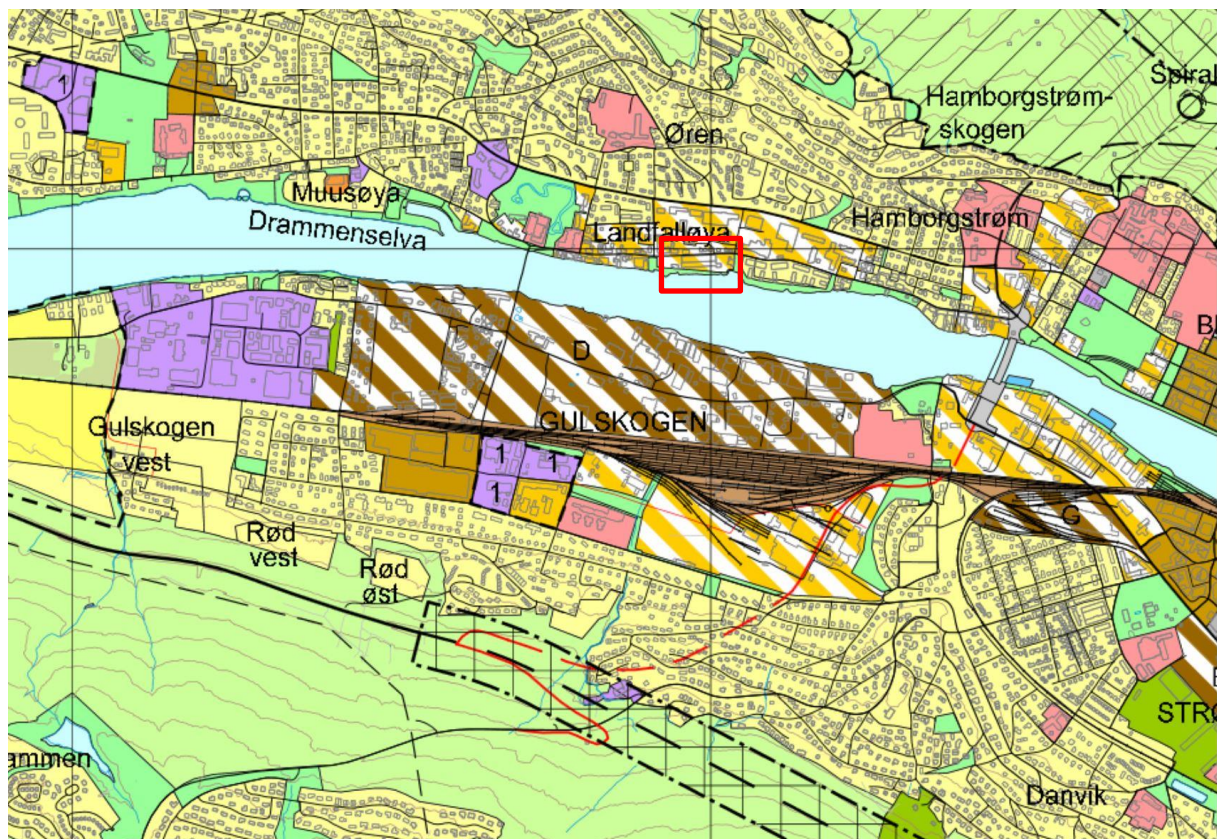 Spiral
1
Hamborgstrøm-
skogen
Øren
Muusøya
Hamborgstrøm
Drammenselva
Landfalløya
D
GULSKOGEN
Gulskogen
vest
1
1
1
G
Rød
vest
Rød
øst
STRØ
ammen
Danvik